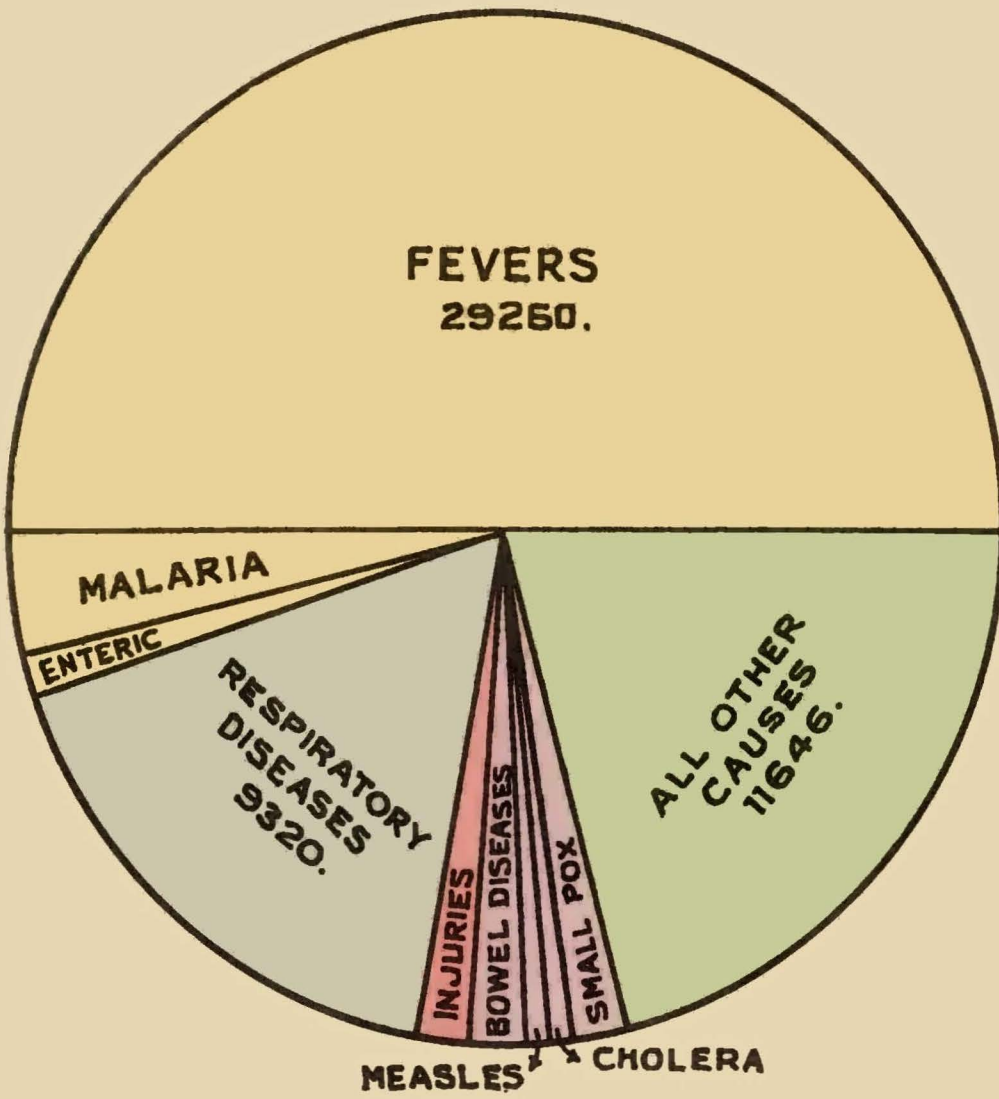 FEVERS
29260.
MALARIA
ENTERIC
RESPIRATORY
DISEASES
9320.
INJURIES
BOWEL DISEASES
MEASLES
CHOLERA
SMALL POX
ALL OTHER
CAUSES
11646.